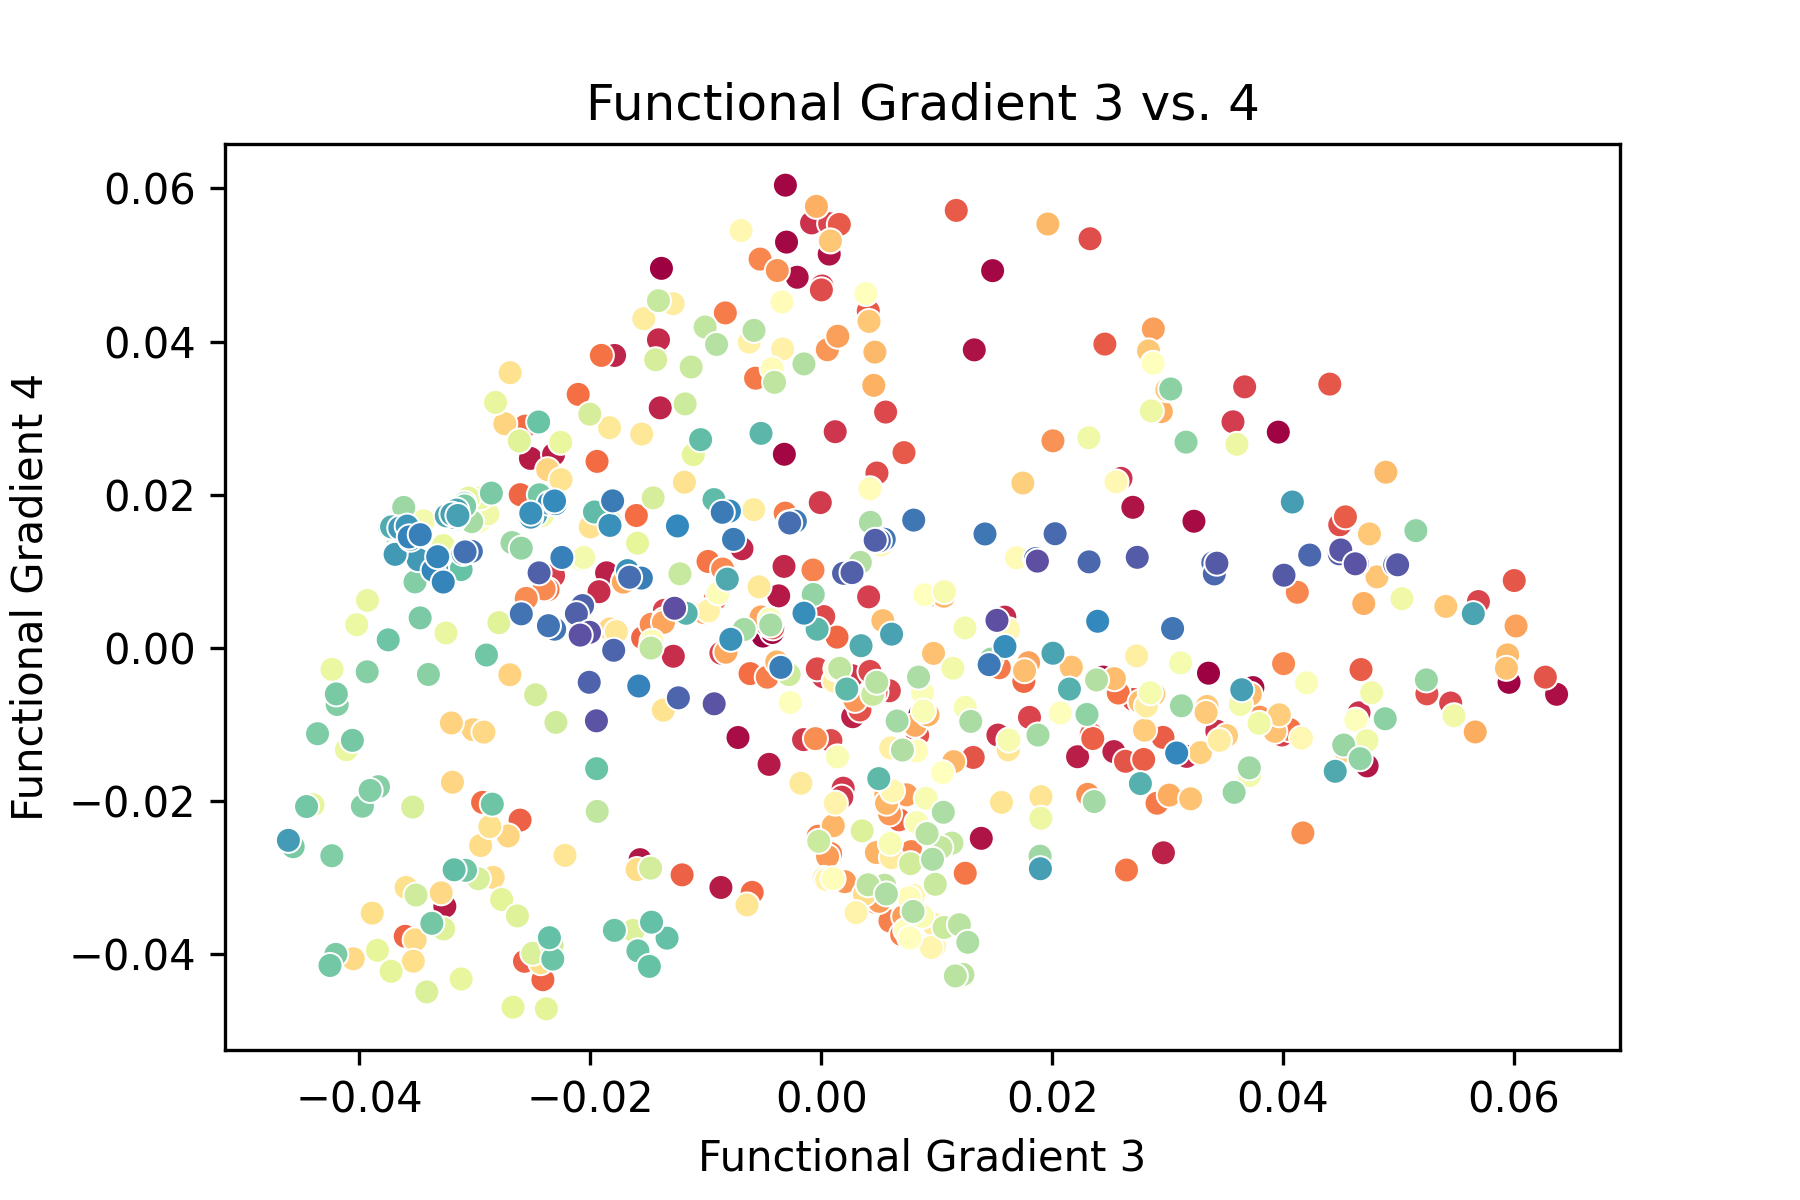 Functional Gradient 3 vs. 4
0.06
0.04
0.02
0.00
−0.02
−0.04
Functional Gradient 4
−0.04 −0.02 0.00 0.02 0.04 0.06
Functional Gradient 3